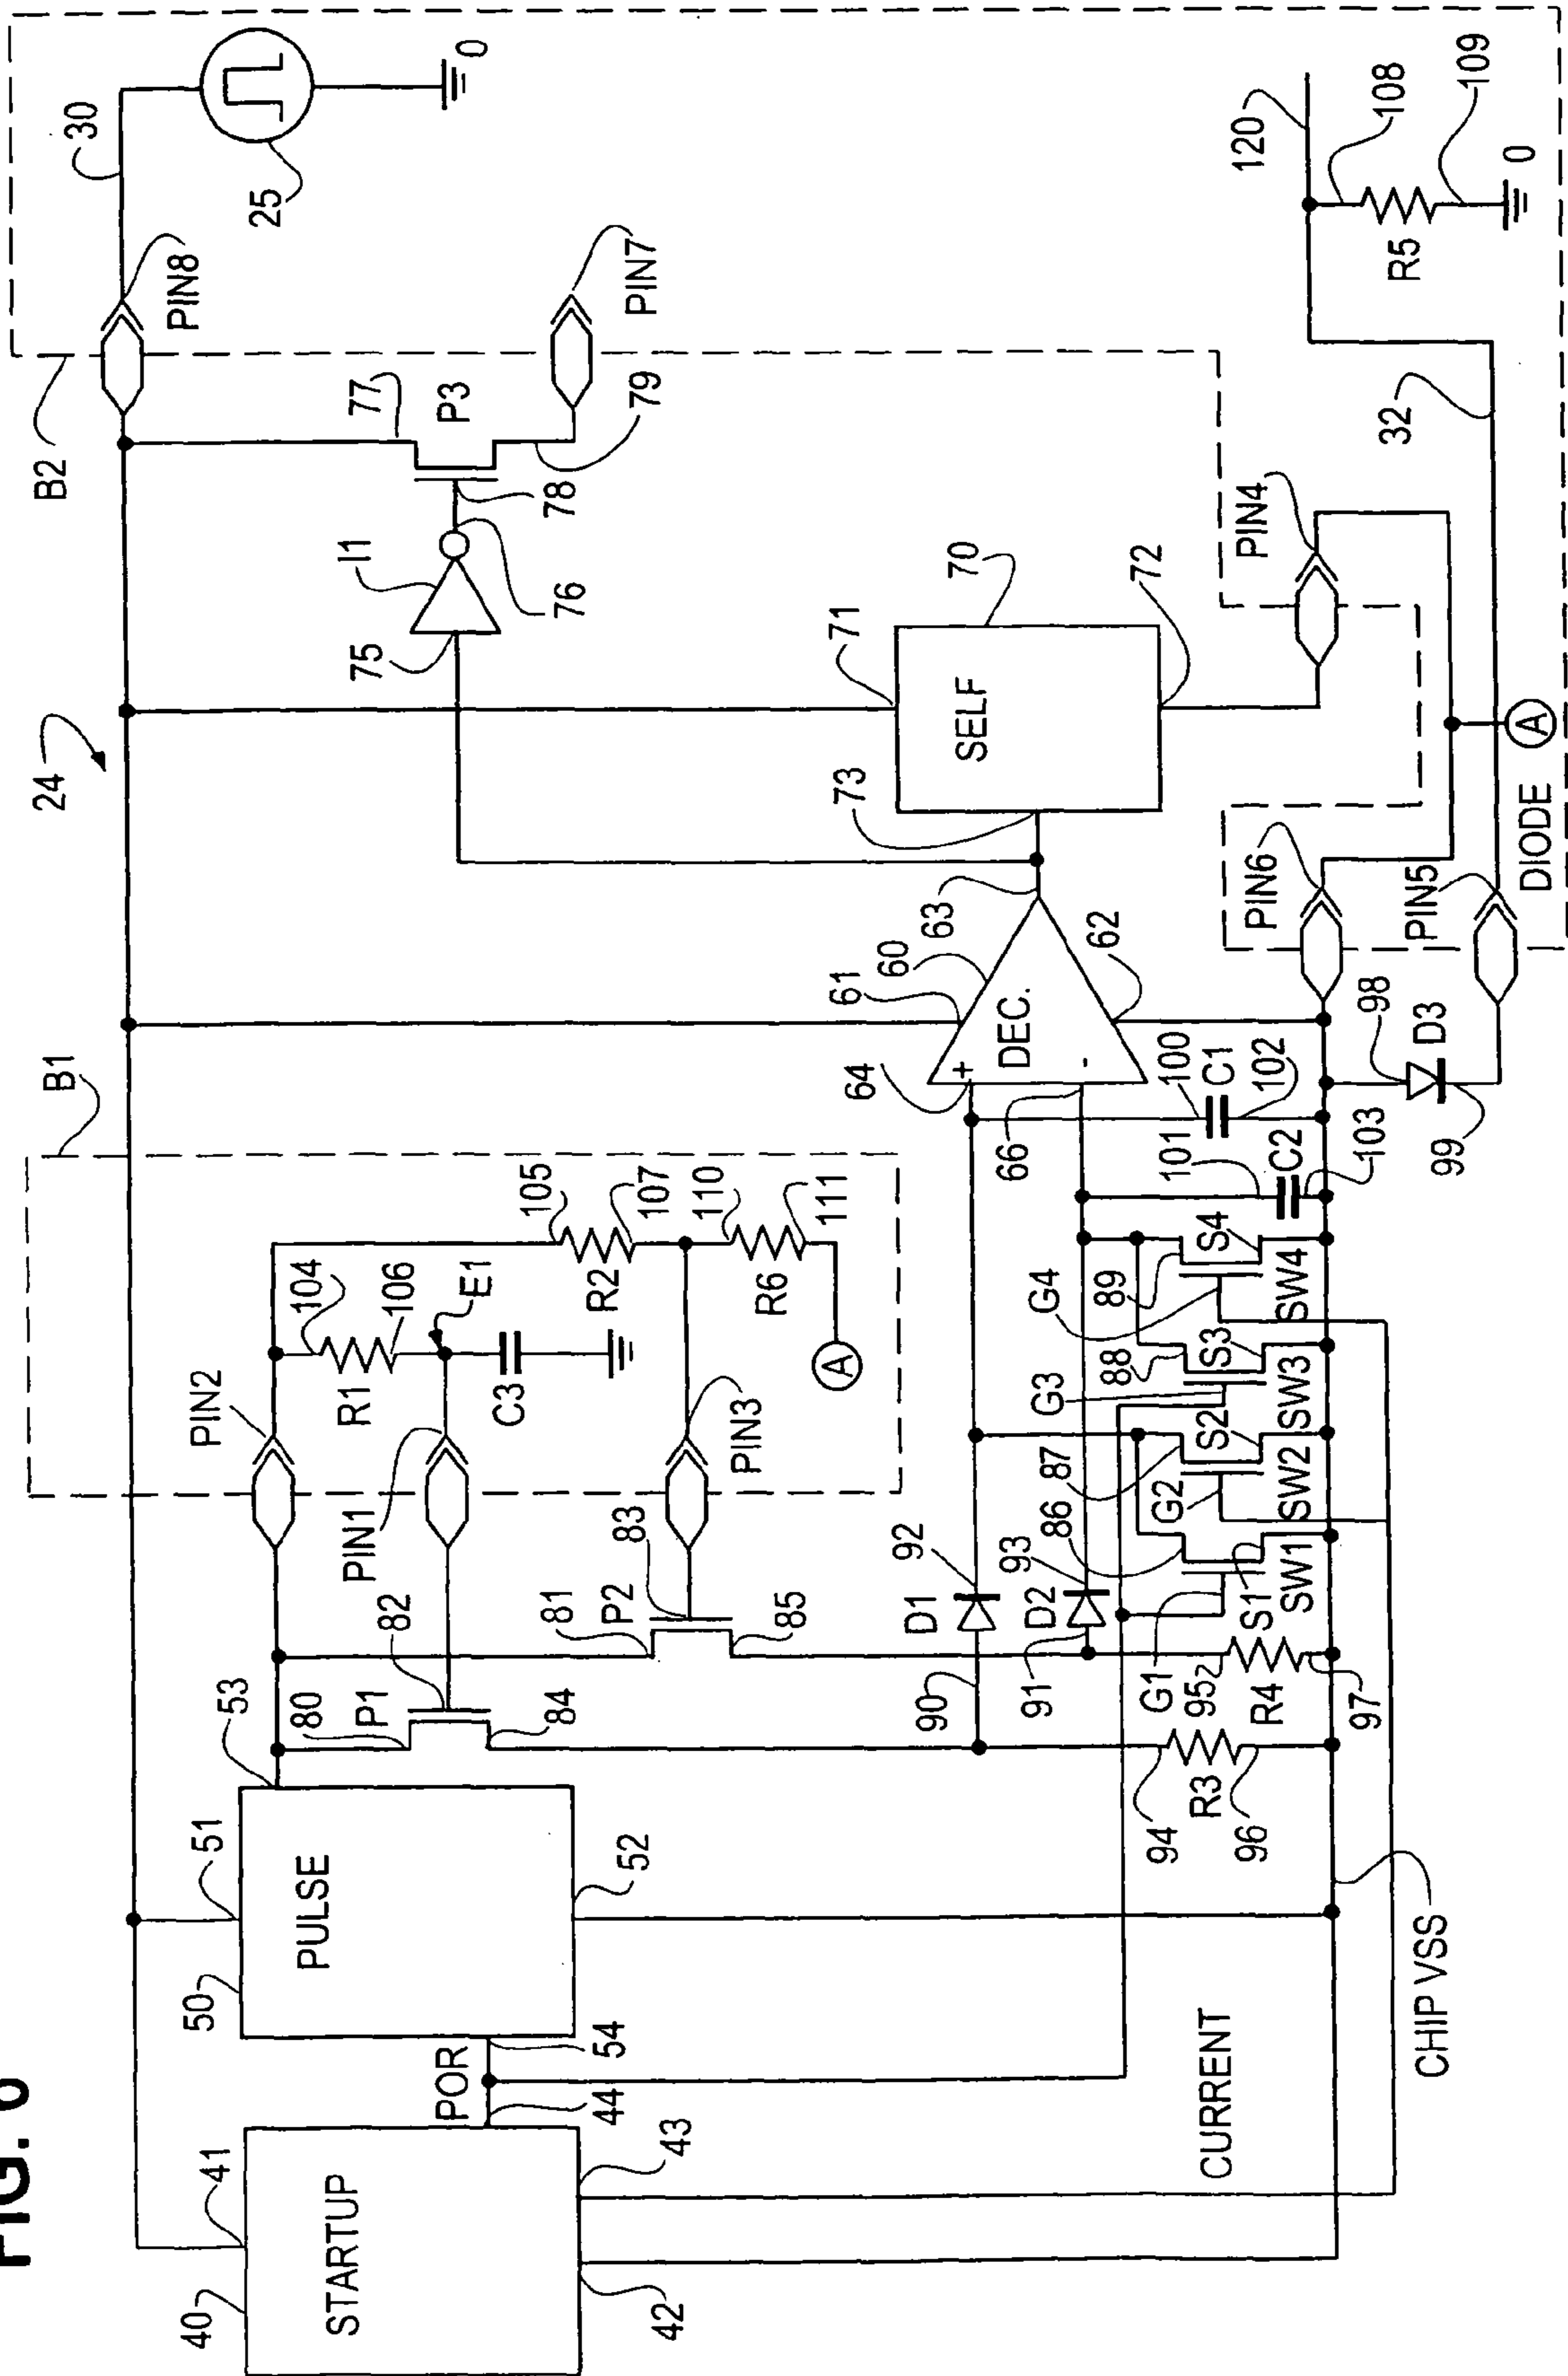 FIG. 6
24
B2
30
PIN8
25
0
77
P3
I1
75
76
78
79
PIN7
B1
PIN2
104
106
R1
E1
C3
PIN1
105
107
R2
110
111
R6
A
PIN3
40
41
STARTUP
42
43
44
POR
54
50
51
PULSE
52
53
80
P1
82
84
81
P2
83
85
D1
90
92
D2
91
93
64
61
60
63
DEC.
+
-
66
62
73
71
70
SELF
72
PIN4
PIN6
PIN5
DIODE
A
32
120
108
R5
109
0
94
R3
96
G1
95
R4
97
86
S1
SW1
87
G2
S2
SW2
G3
88
S3
SW3
G4
89
S4
SW4
101
C2
103
100
C1
102
98
D3
99
CURRENT
CHIP VSS